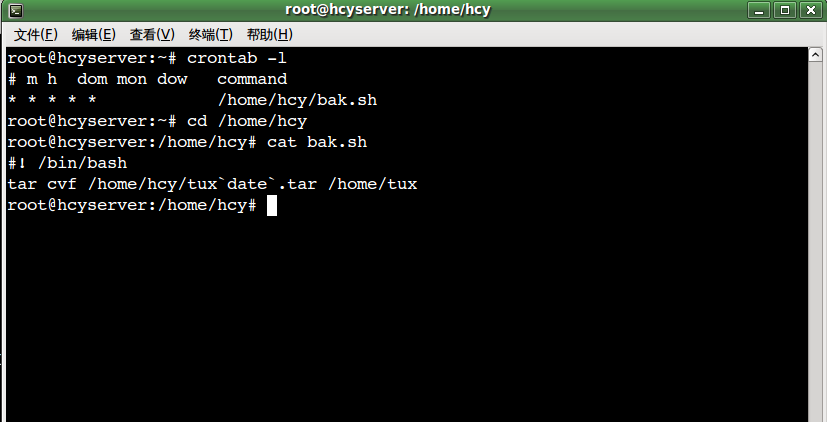 root@hcyserver: /home/hcy
文件(F) 编辑(E) 查看(V) 终端(T) 帮助(H)
root@hcyserver:~# crontab -l
# m h  dom mon dow   command
* * * * *            /home/hcy/bak.sh
root@hcyserver:~# cd /home/hcy
root@hcyserver:/home/hcy# cat bak.sh
#! /bin/bash
tar cvf /home/hcy/tux`date`.tar /home/tux
root@hcyserver:/home/hcy#